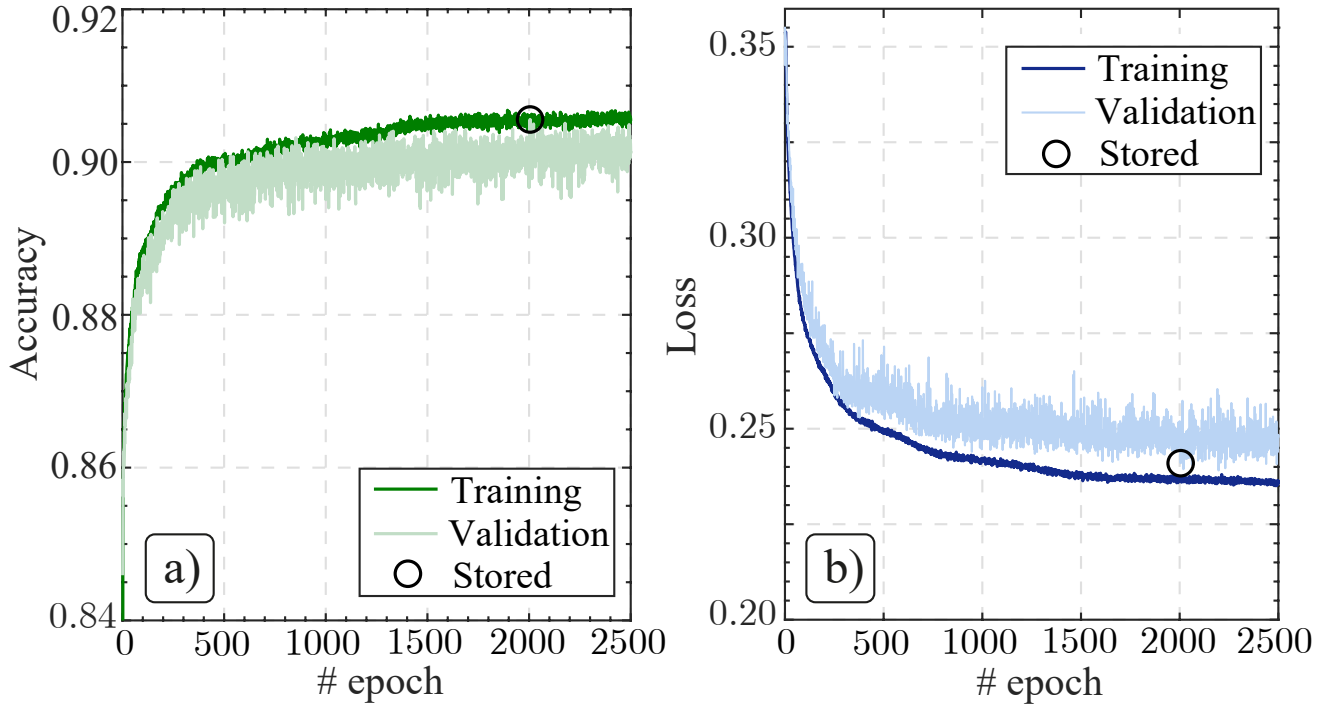 0.92
0.90
0.88
0.86
0.84
Accuracy
Training
Validation
Stored
a)
0 500 1000 1500 2000 2500
# epoch
0.35
0.30
0.25
0.20
Loss
Training
Validation
Stored
b)
0 500 1000 1500 2000 2500
# epoch